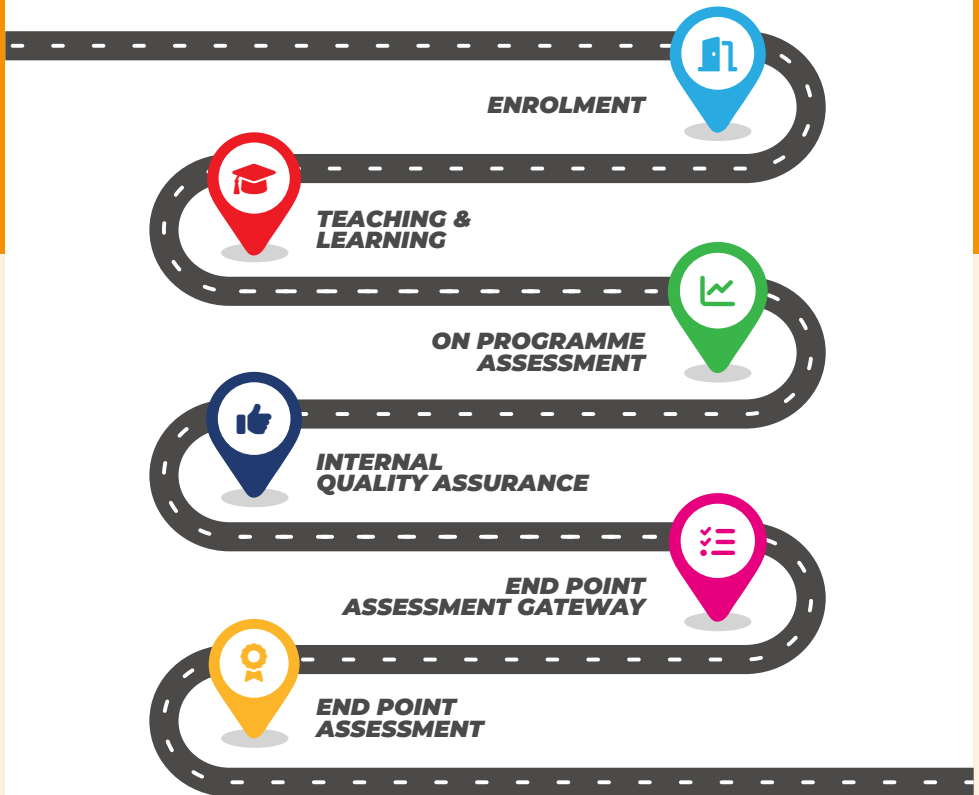 ENROLMENT
TEACHING &
LEARNING
ON PROGRAMME
ASSESSMENT
INTERNAL
QUALITY ASSURANCE
END POINT
ASSESSMENT GATEWAY
END POINT
ASSESSMENT